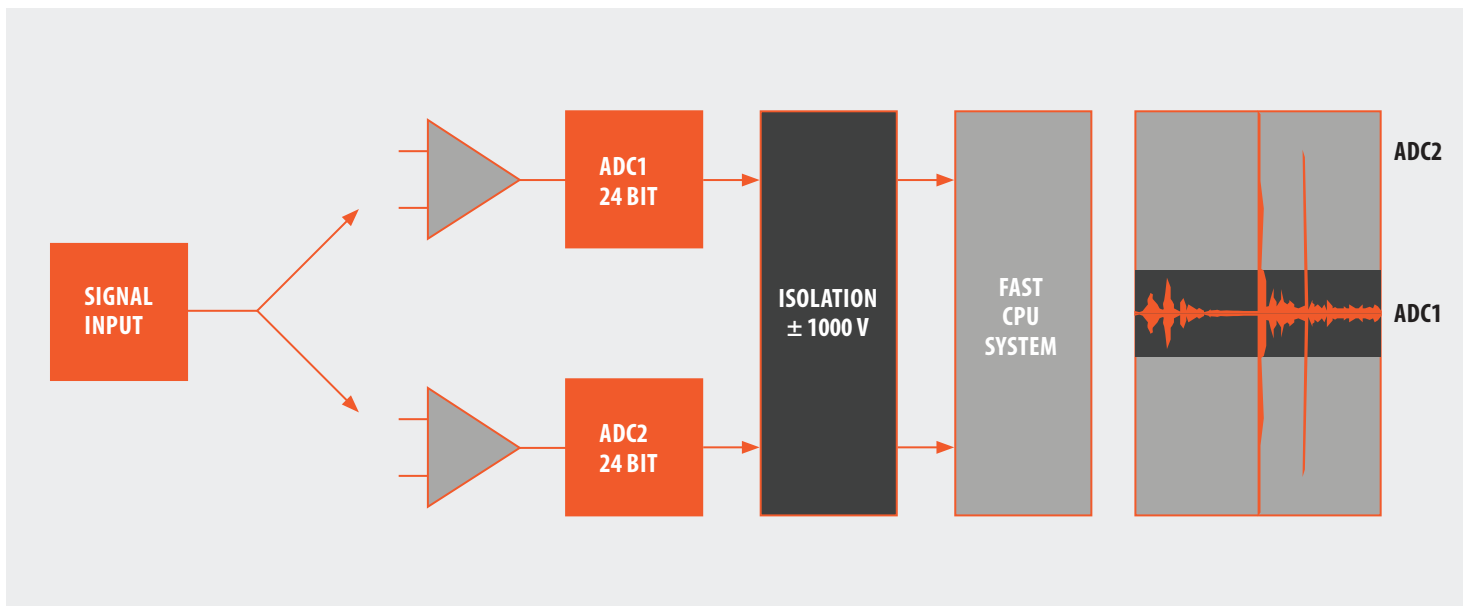 SIGNAL
INPUT
ADC1
24 BIT
ADC2
24 BIT
ISOLATION
± 1000 V
FAST
CPU
SYSTEM
ADC2
ADC1